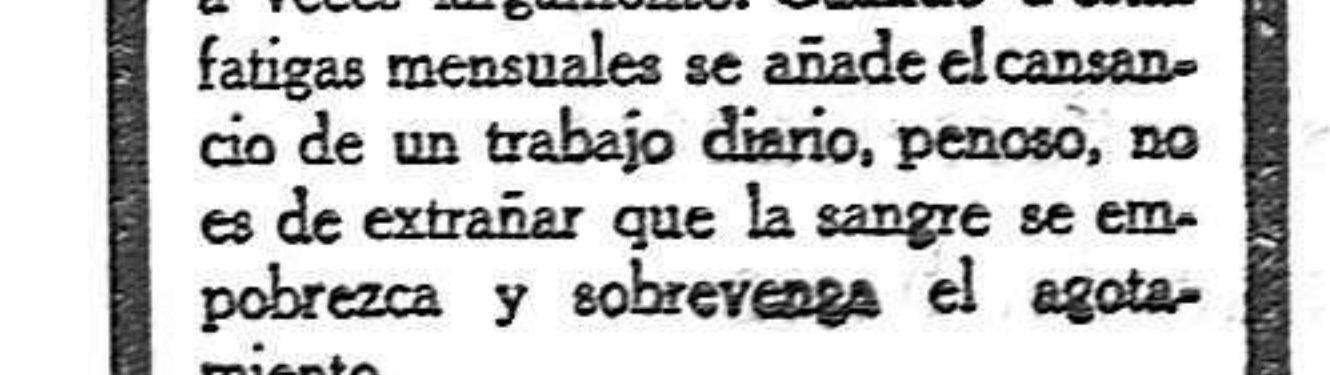 fatigas mensuales se añade el cansan-
cio de un trabajo diario, penoso, no
es de extrañar que la sangre se em-
pobrezca y sobrevenga el agota-
miento